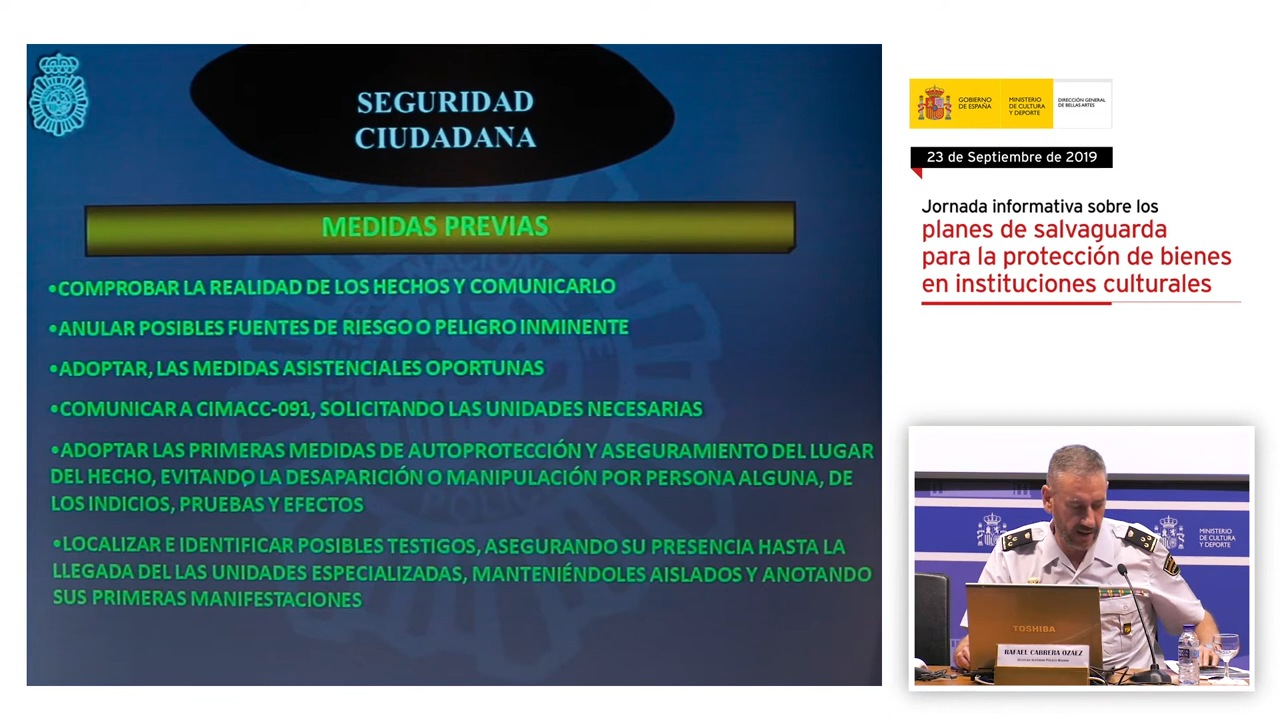 SEGURIDAD
CIUDADANA
MEDIDAS PREVIAS
•COMPROBAR LA REALIDAD DE LOS HECHOS Y COMUNICARLO
•ANULAR POSIBLES FUENTES DE RIESGO O PELIGRO INMINENTE
•ADOPTAR, LAS MEDIDAS ASISTENCIALES OPORTUNAS
•COMUNICAR A CIMACC-091, SOLICITANDO LAS UNIDADES NECESARIAS
•ADOPTAR LAS PRIMERAS MEDIDAS DE AUTOPROTECCIÓN Y ASEGURAMIENTO DEL LUGAR
DEL HECHO, EVITANDO LA DESAPARICIÓN O MANIPULACIÓN POR PERSONA ALGUNA, DE
LOS INDICIOS, PRUEBAS Y EFECTOS
•LOCALIZAR E IDENTIFICAR POSIBLES TESTIGOS, ASEGURANDO SU PRESENCIA HASTA LA
LLEGADA DEL LAS UNIDADES ESPECIALIZADAS, MANTENIÉNDOLES AISLADOS Y ANOTANDO
SUS PRIMERAS MANIFESTACIONES
GOBIERNO
DE ESPAÑA
MINISTERIO
DE CULTURA
Y DEPORTE
DIRECCIÓN GENERAL
DE BELLAS ARTES
23 de Septiembre de 2019
Jornada informativa sobre los
planes de salvaguarda
para la protección de bienes
en instituciones culturales
MINISTERIO
DE CULTURA
Y DEPORTE
TOSHIBA
RAFAEL CABRERA OZAEZ